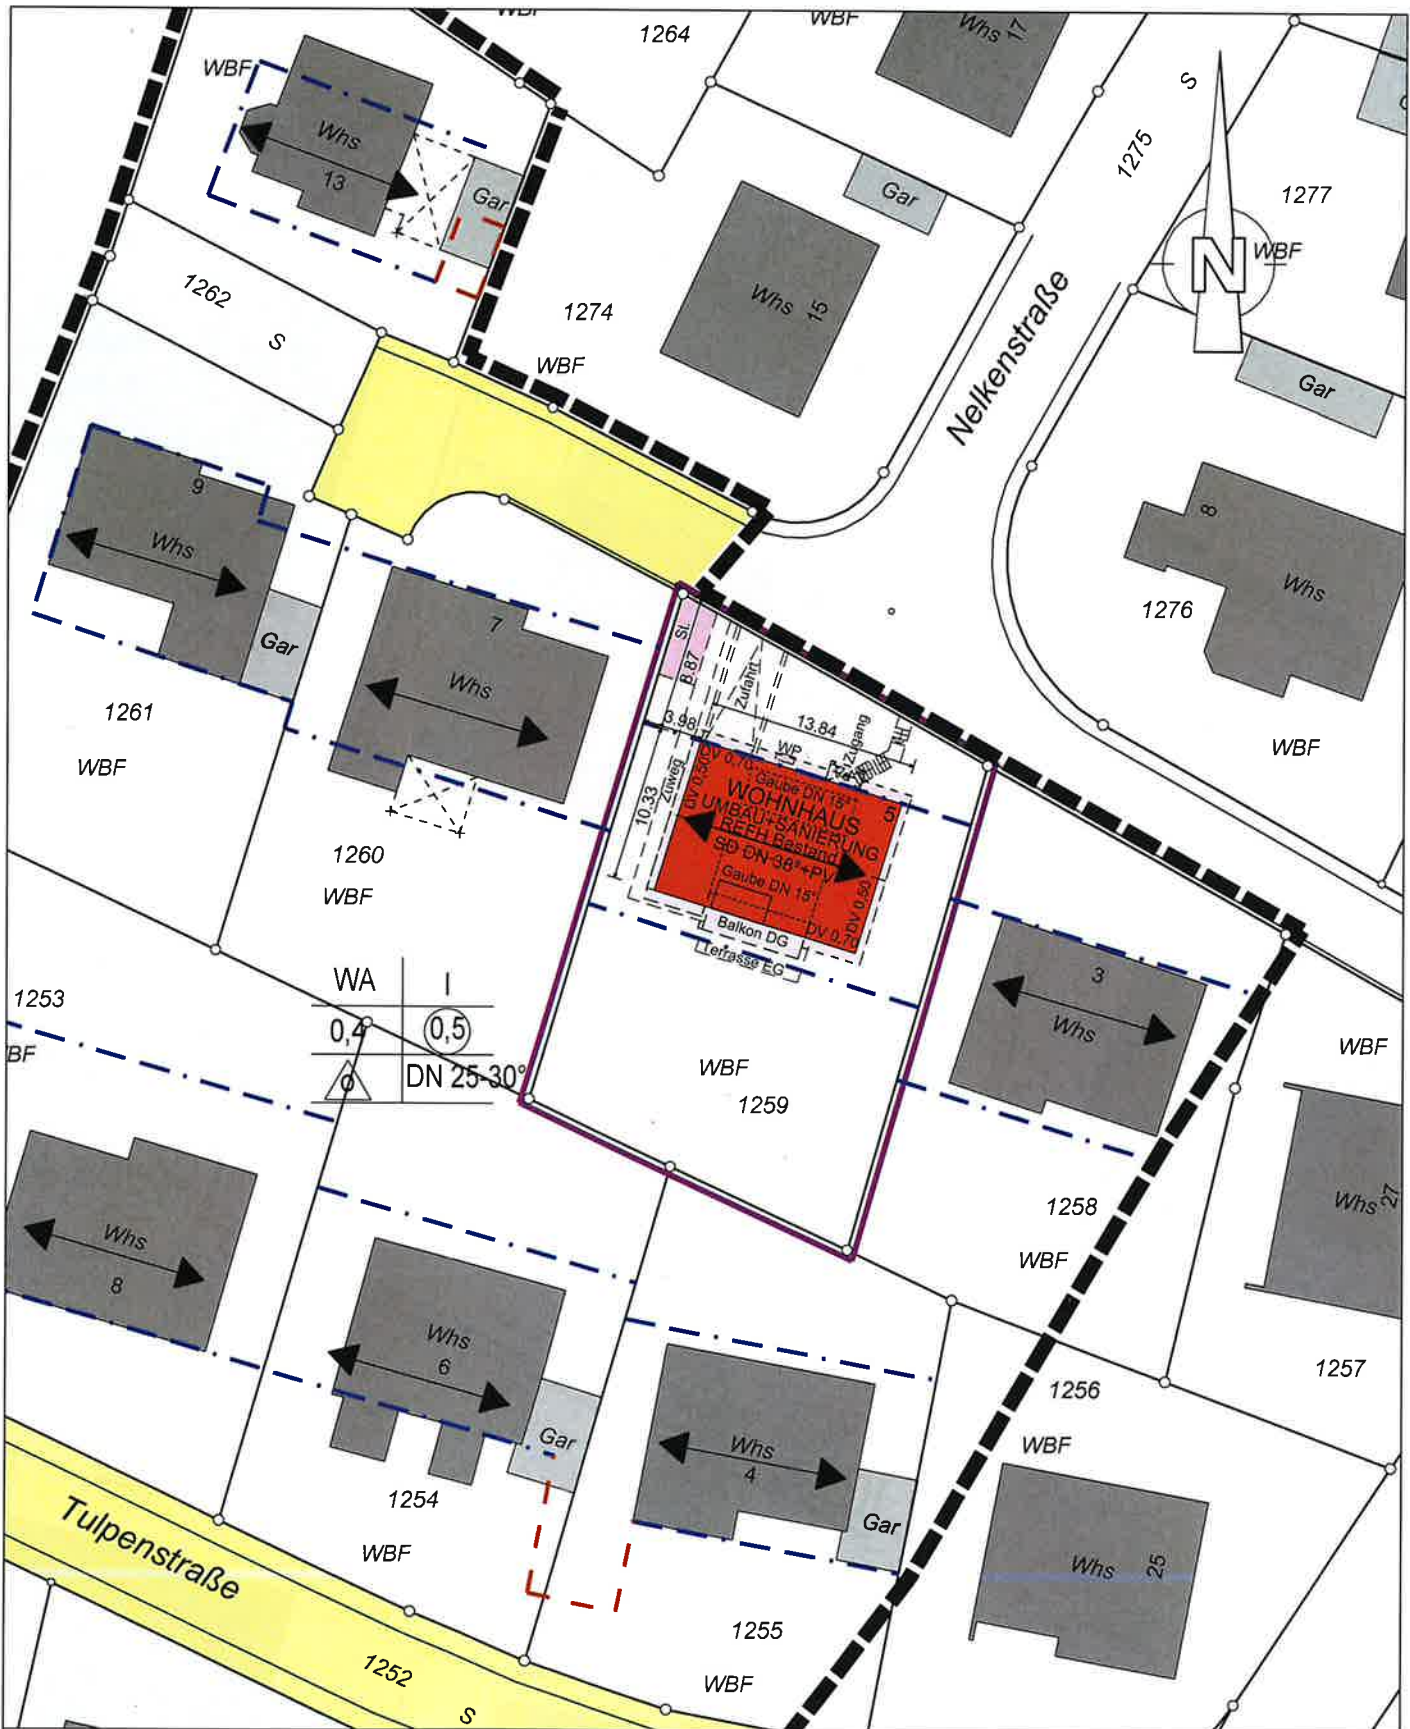 WBF
1264
WBF
Whs
17
WBF
S
Whs
13
Gar
1275
Gar
1277
WBF
N
1262
S
1274
WBF
Whs
15
Nelkenstraße
Gar
9
Whs
Gar
8
Whs
1276
WBF
7
Whs
St.
8.87
Zufahrt
1261
WBF
3.98
13.84
WP
Zugang
Zuweg
10.33
DV 0,70
DV 0,50
Gaube DN 15°
WOHNHAUS
5
UMBAU+SANIERUNG
REFH Bestand
SD DN 38°+PV
Gaube DN 15°
DV 0,50
DV 0,70
Balkon DG
Terrasse EG
1260
WBF
WA
I
0,4
0,5
o
DN 25-30°
1253
BF
3
Whs
WBF
WBF
1259
1258
WBF
Whs
27
Whs
8
Whs
6
Gar
1257
1256
WBF
Whs
4
Gar
1254
WBF
Whs
25
Tulpenstraße
1255
WBF
1252
S